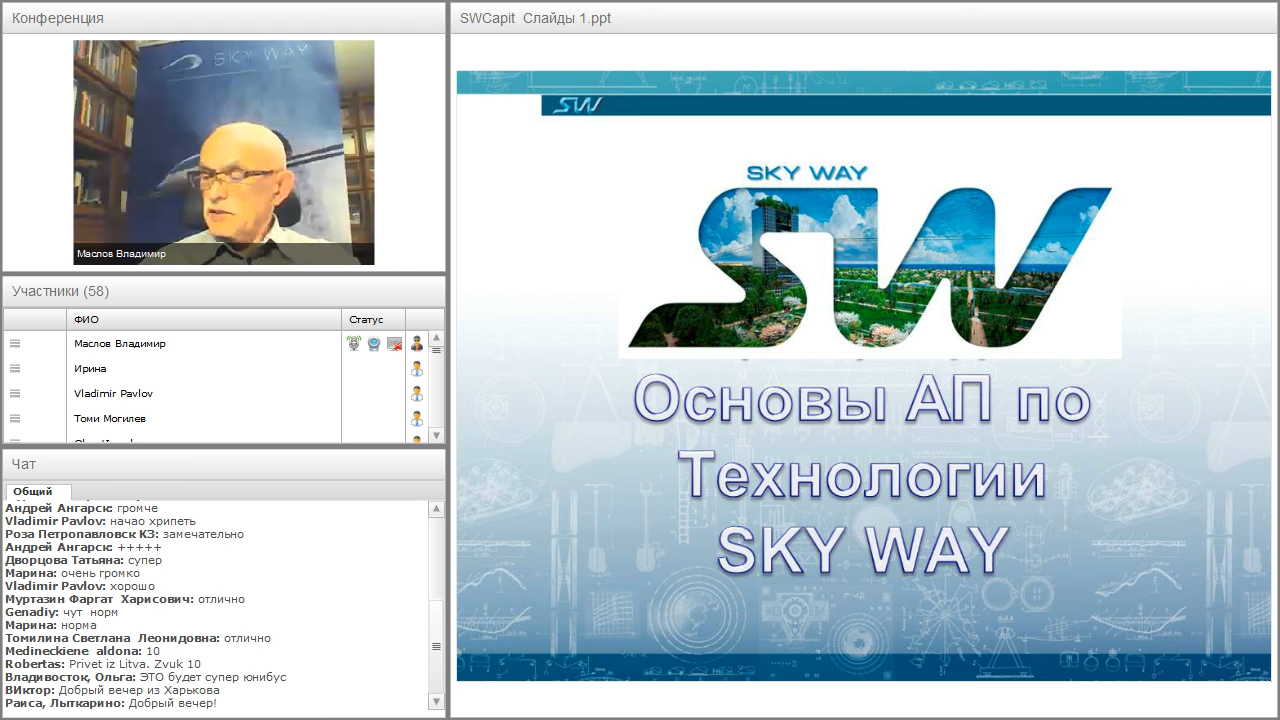 Конференция
SKY WAY
Маслов Владимир
Участники (58)
ФИО Статус
Маслов Владимир
Ирина
Vladimir Pavlov
Томи Могилев
Чат
Общий
Андрей Ангарск: громче
Vladimir Pavlov: начао хрипеть
Роза Петропавловск КЗ: замечательно
Андрей Ангарск: +++++
Дворцова Татьяна: супер
Марина: очень громко
Vladimir Pavlov: хорошо
Муртазин Фаргат Харисович: отлично
Genadiy: чут норм
Марина: норма
Томилина Светлана Леонидовна: отлично
Medineckiene aldona: 10
Robertas: Privet iz Litva. Zvuk 10
Владивосток, Ольга: ЭТО будет супер юнибус
ВИктор: Добрый вечер из Харькова
Раиса, Лыткарино: Добрый вечер!
SWCapit Слайды 1.ppt
SW
SKY WAY
SW
Основы АП по
Технологии
SKY WAY